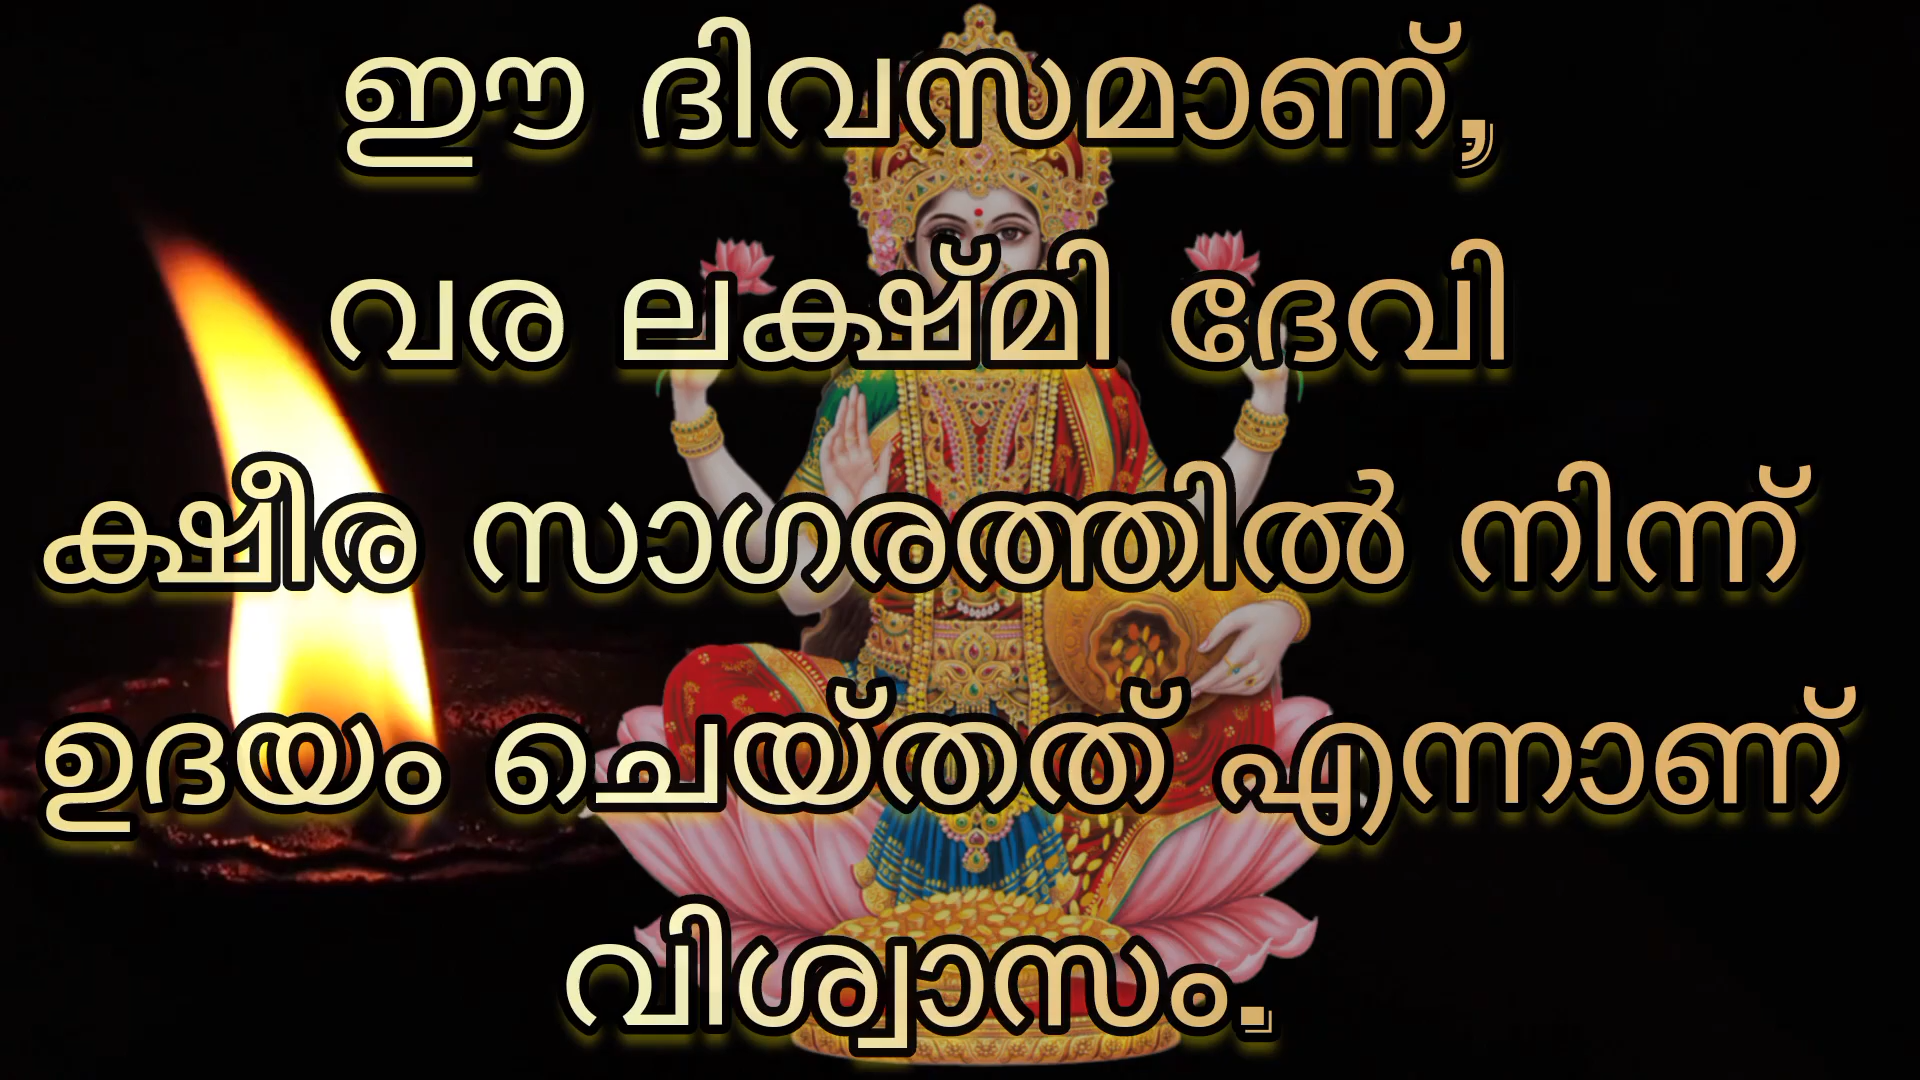 ഈ ദിവസമാണ്,
വര ലക്ഷ്മി ദേവി
ക്ഷീര സാഗരത്തിൽ നിന്ന്
ഉദയം ചെയ്തത് എന്നാണ്
വിശ്വാസം.